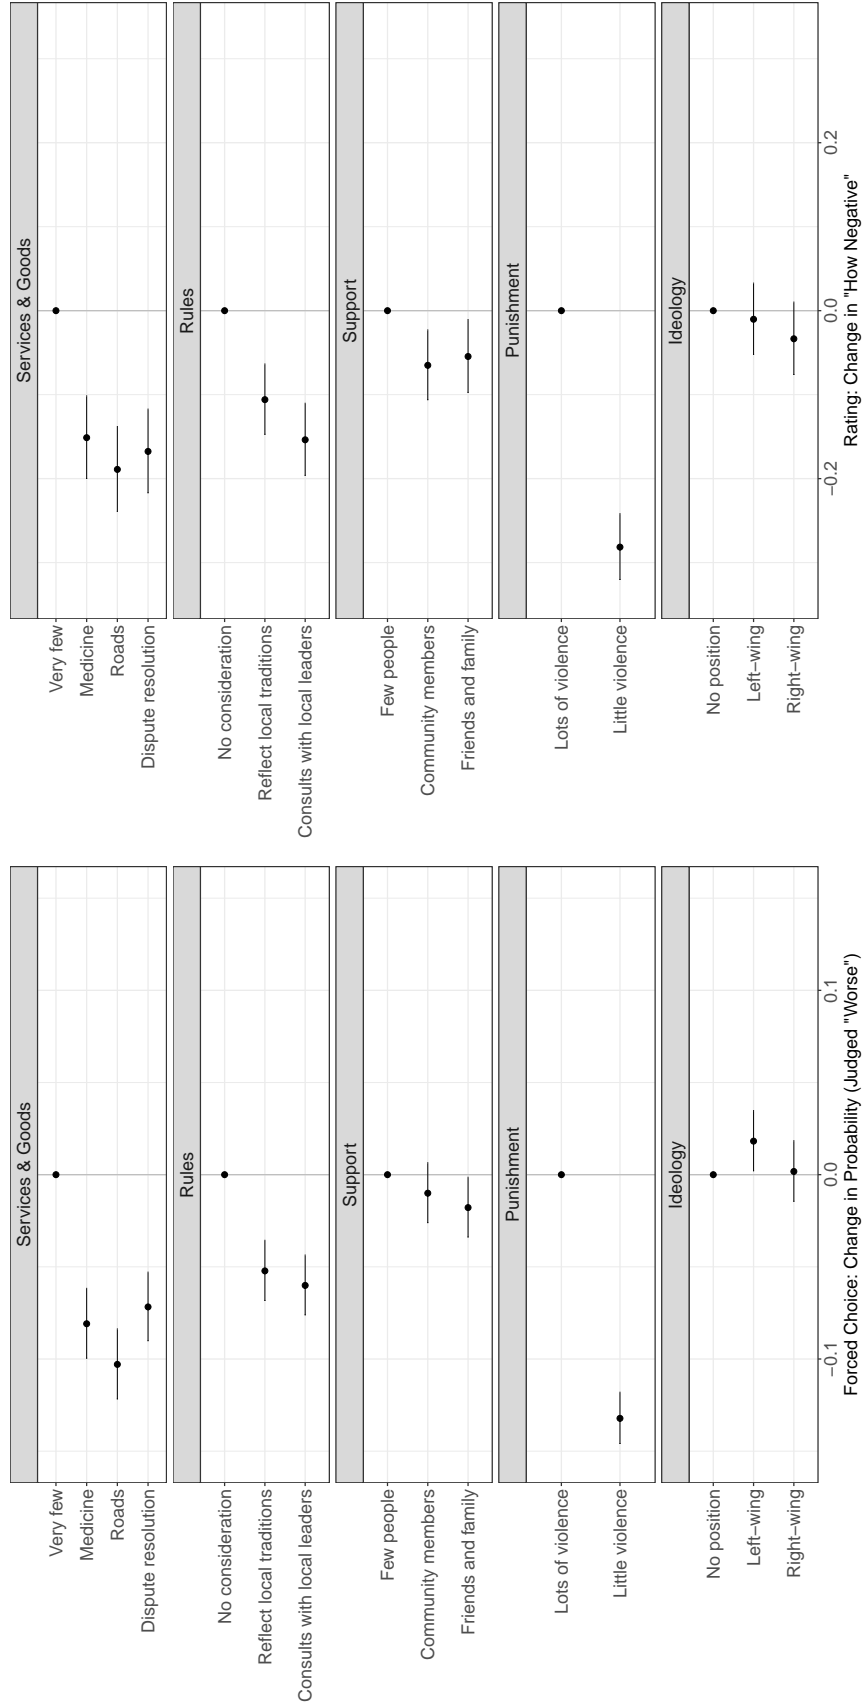 Services & Goods
Very few
Medicine
Roads
Dispute resolution
Rules
No consideration
Reflect local traditions
Consults with local leaders
Support
Few people
Community members
Friends and family
Punishment
Lots of violence
Little violence
Ideology
No position
Left−wing
Right−wing
−0.1 0.0 0.1
Forced Choice: Change in Probability (Judged "Worse")
Services & Goods
Very few
Medicine
Roads
Dispute resolution
Rules
No consideration
Reflect local traditions
Consults with local leaders
Support
Few people
Community members
Friends and family
Punishment
Lots of violence
Little violence
Ideology
No position
Left−wing
Right−wing
−0.2 0.0 0.2
Rating: Change in "How Negative"